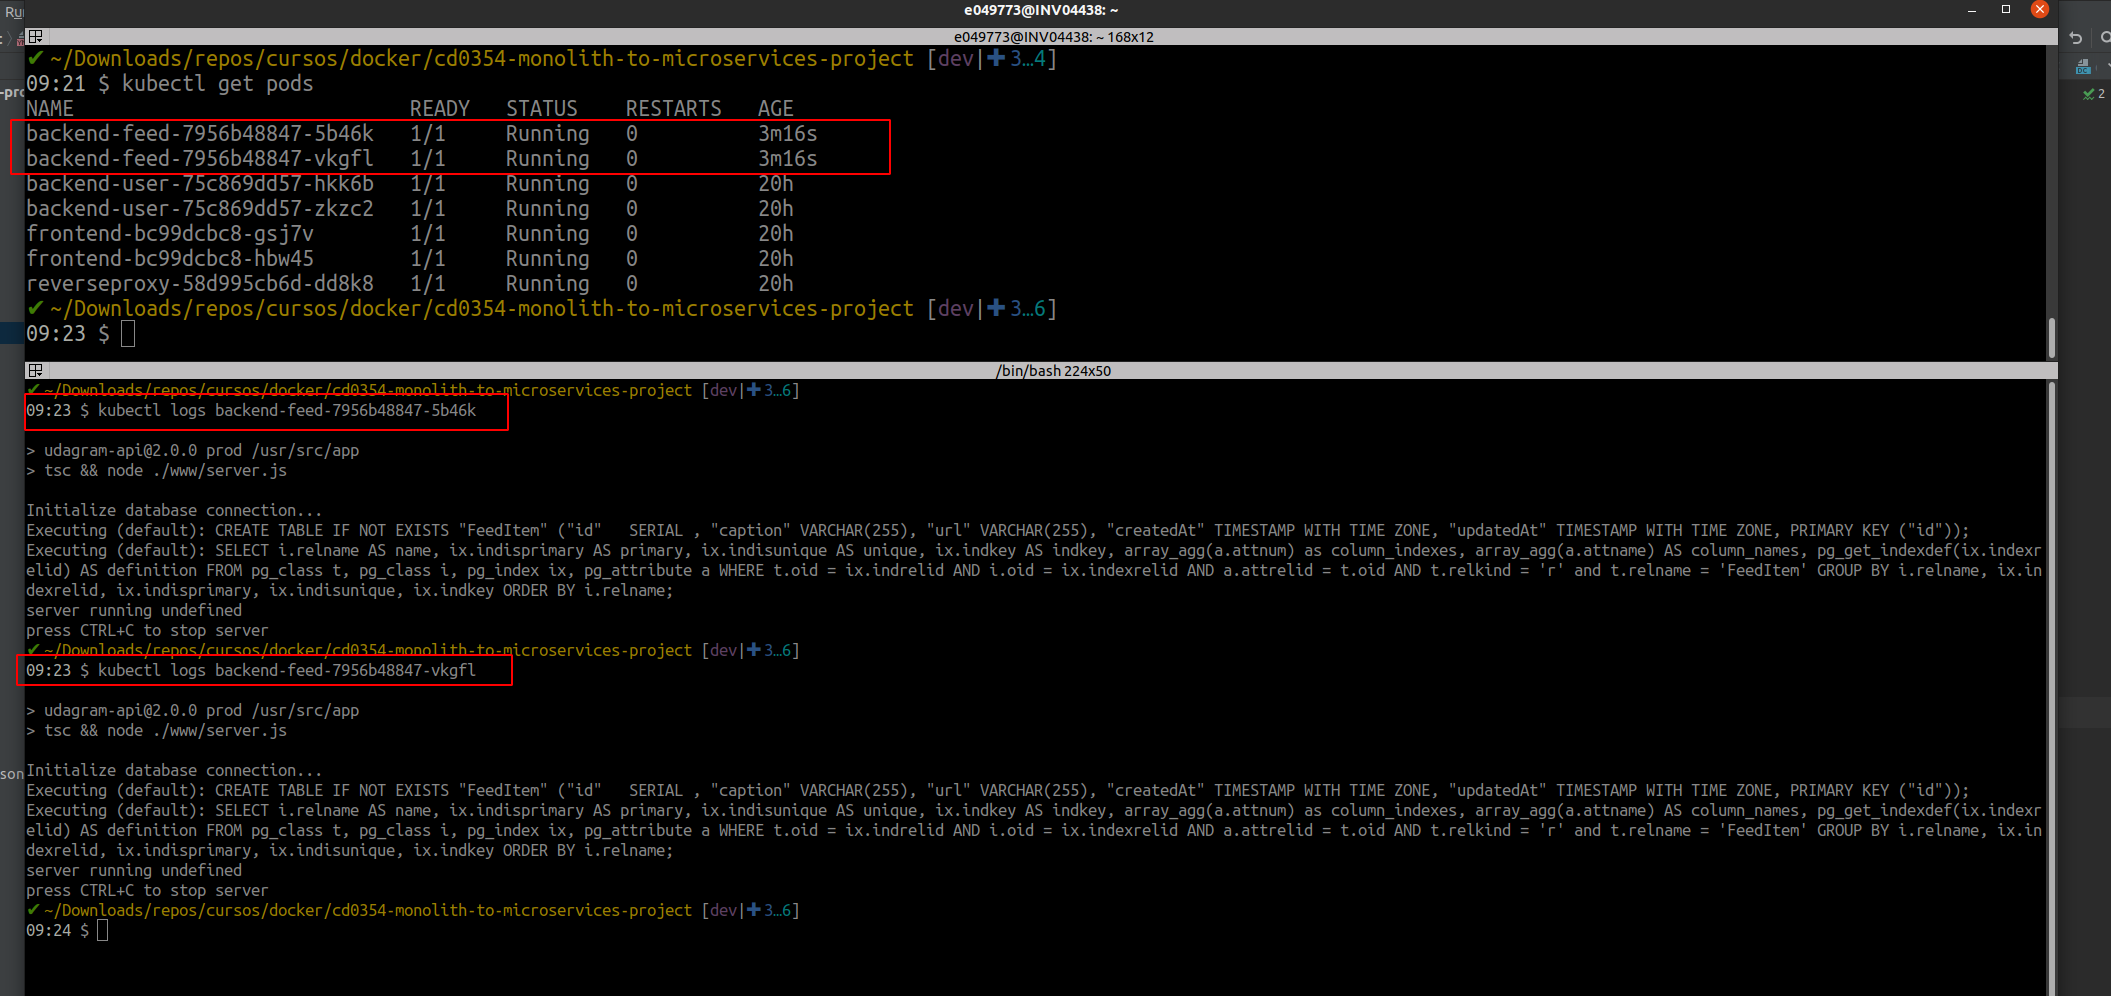 Ru
e049773@INV04438: ~
e049773@INV04438: ~ 168x12
✔ ~/Downloads/repos/cursos/docker/cd0354-monolith-to-microservices-project [dev|✚ 3…4]
09:21 $ kubectl get pods
NAME READY STATUS RESTARTS AGE
backend-feed-7956b48847-5b46k 1/1 Running 0 3m16s
backend-feed-7956b48847-vkgfl 1/1 Running 0 3m16s
backend-user-75c869dd57-hkk6b 1/1 Running 0 20h
backend-user-75c869dd57-zkzc2 1/1 Running 0 20h
frontend-bc99dcbc8-gsj7v 1/1 Running 0 20h
frontend-bc99dcbc8-hbw45 1/1 Running 0 20h
reverseproxy-58d995cb6d-dd8k8 1/1 Running 0 20h
✔ ~/Downloads/repos/cursos/docker/cd0354-monolith-to-microservices-project [dev|✚ 3…6]
09:23 $
/bin/bash 224x50
✔ ~/Downloads/repos/cursos/docker/cd0354-monolith-to-microservices-project [dev|✚ 3…6]
09:23 $ kubectl logs backend-feed-7956b48847-5b46k
> udagram-api@2.0.0 prod /usr/src/app
> tsc && node ./www/server.js
Initialize database connection...
Executing (default): CREATE TABLE IF NOT EXISTS "FeedItem" ("id"   SERIAL , "caption" VARCHAR(255), "url" VARCHAR(255), "createdAt" TIMESTAMP WITH TIME ZONE, "updatedAt" TIMESTAMP WITH TIME ZONE, PRIMARY KEY ("id"));
Executing (default): SELECT i.relname AS name, ix.indisprimary AS primary, ix.indisunique AS unique, ix.indkey AS indkey, array_agg(a.attnum) as column_indexes, array_agg(a.attname) AS column_names, pg_get_indexdef(ix.indexr
elid) AS definition FROM pg_class t, pg_class i, pg_index ix, pg_attribute a WHERE t.oid = ix.indrelid AND i.oid = ix.indexrelid AND a.attrelid = t.oid AND t.relkind = 'r' and t.relname = 'FeedItem' GROUP BY i.relname, ix.in
dexrelid, ix.indisprimary, ix.indisunique, ix.indkey ORDER BY i.relname;
server running undefined
press CTRL+C to stop server
✔ ~/Downloads/repos/cursos/docker/cd0354-monolith-to-microservices-project [dev|✚ 3…6]
09:23 $ kubectl logs backend-feed-7956b48847-vkgfl
> udagram-api@2.0.0 prod /usr/src/app
> tsc && node ./www/server.js
Initialize database connection...
Executing (default): CREATE TABLE IF NOT EXISTS "FeedItem" ("id"   SERIAL , "caption" VARCHAR(255), "url" VARCHAR(255), "createdAt" TIMESTAMP WITH TIME ZONE, "updatedAt" TIMESTAMP WITH TIME ZONE, PRIMARY KEY ("id"));
Executing (default): SELECT i.relname AS name, ix.indisprimary AS primary, ix.indisunique AS unique, ix.indkey AS indkey, array_agg(a.attnum) as column_indexes, array_agg(a.attname) AS column_names, pg_get_indexdef(ix.indexr
elid) AS definition FROM pg_class t, pg_class i, pg_index ix, pg_attribute a WHERE t.oid = ix.indrelid AND i.oid = ix.indexrelid AND a.attrelid = t.oid AND t.relkind = 'r' and t.relname = 'FeedItem' GROUP BY i.relname, ix.in
dexrelid, ix.indisprimary, ix.indisunique, ix.indkey ORDER BY i.relname;
server running undefined
press CTRL+C to stop server
✔ ~/Downloads/repos/cursos/docker/cd0354-monolith-to-microservices-project [dev|✚ 3…6]
09:24 $
-pro
son
DC
2